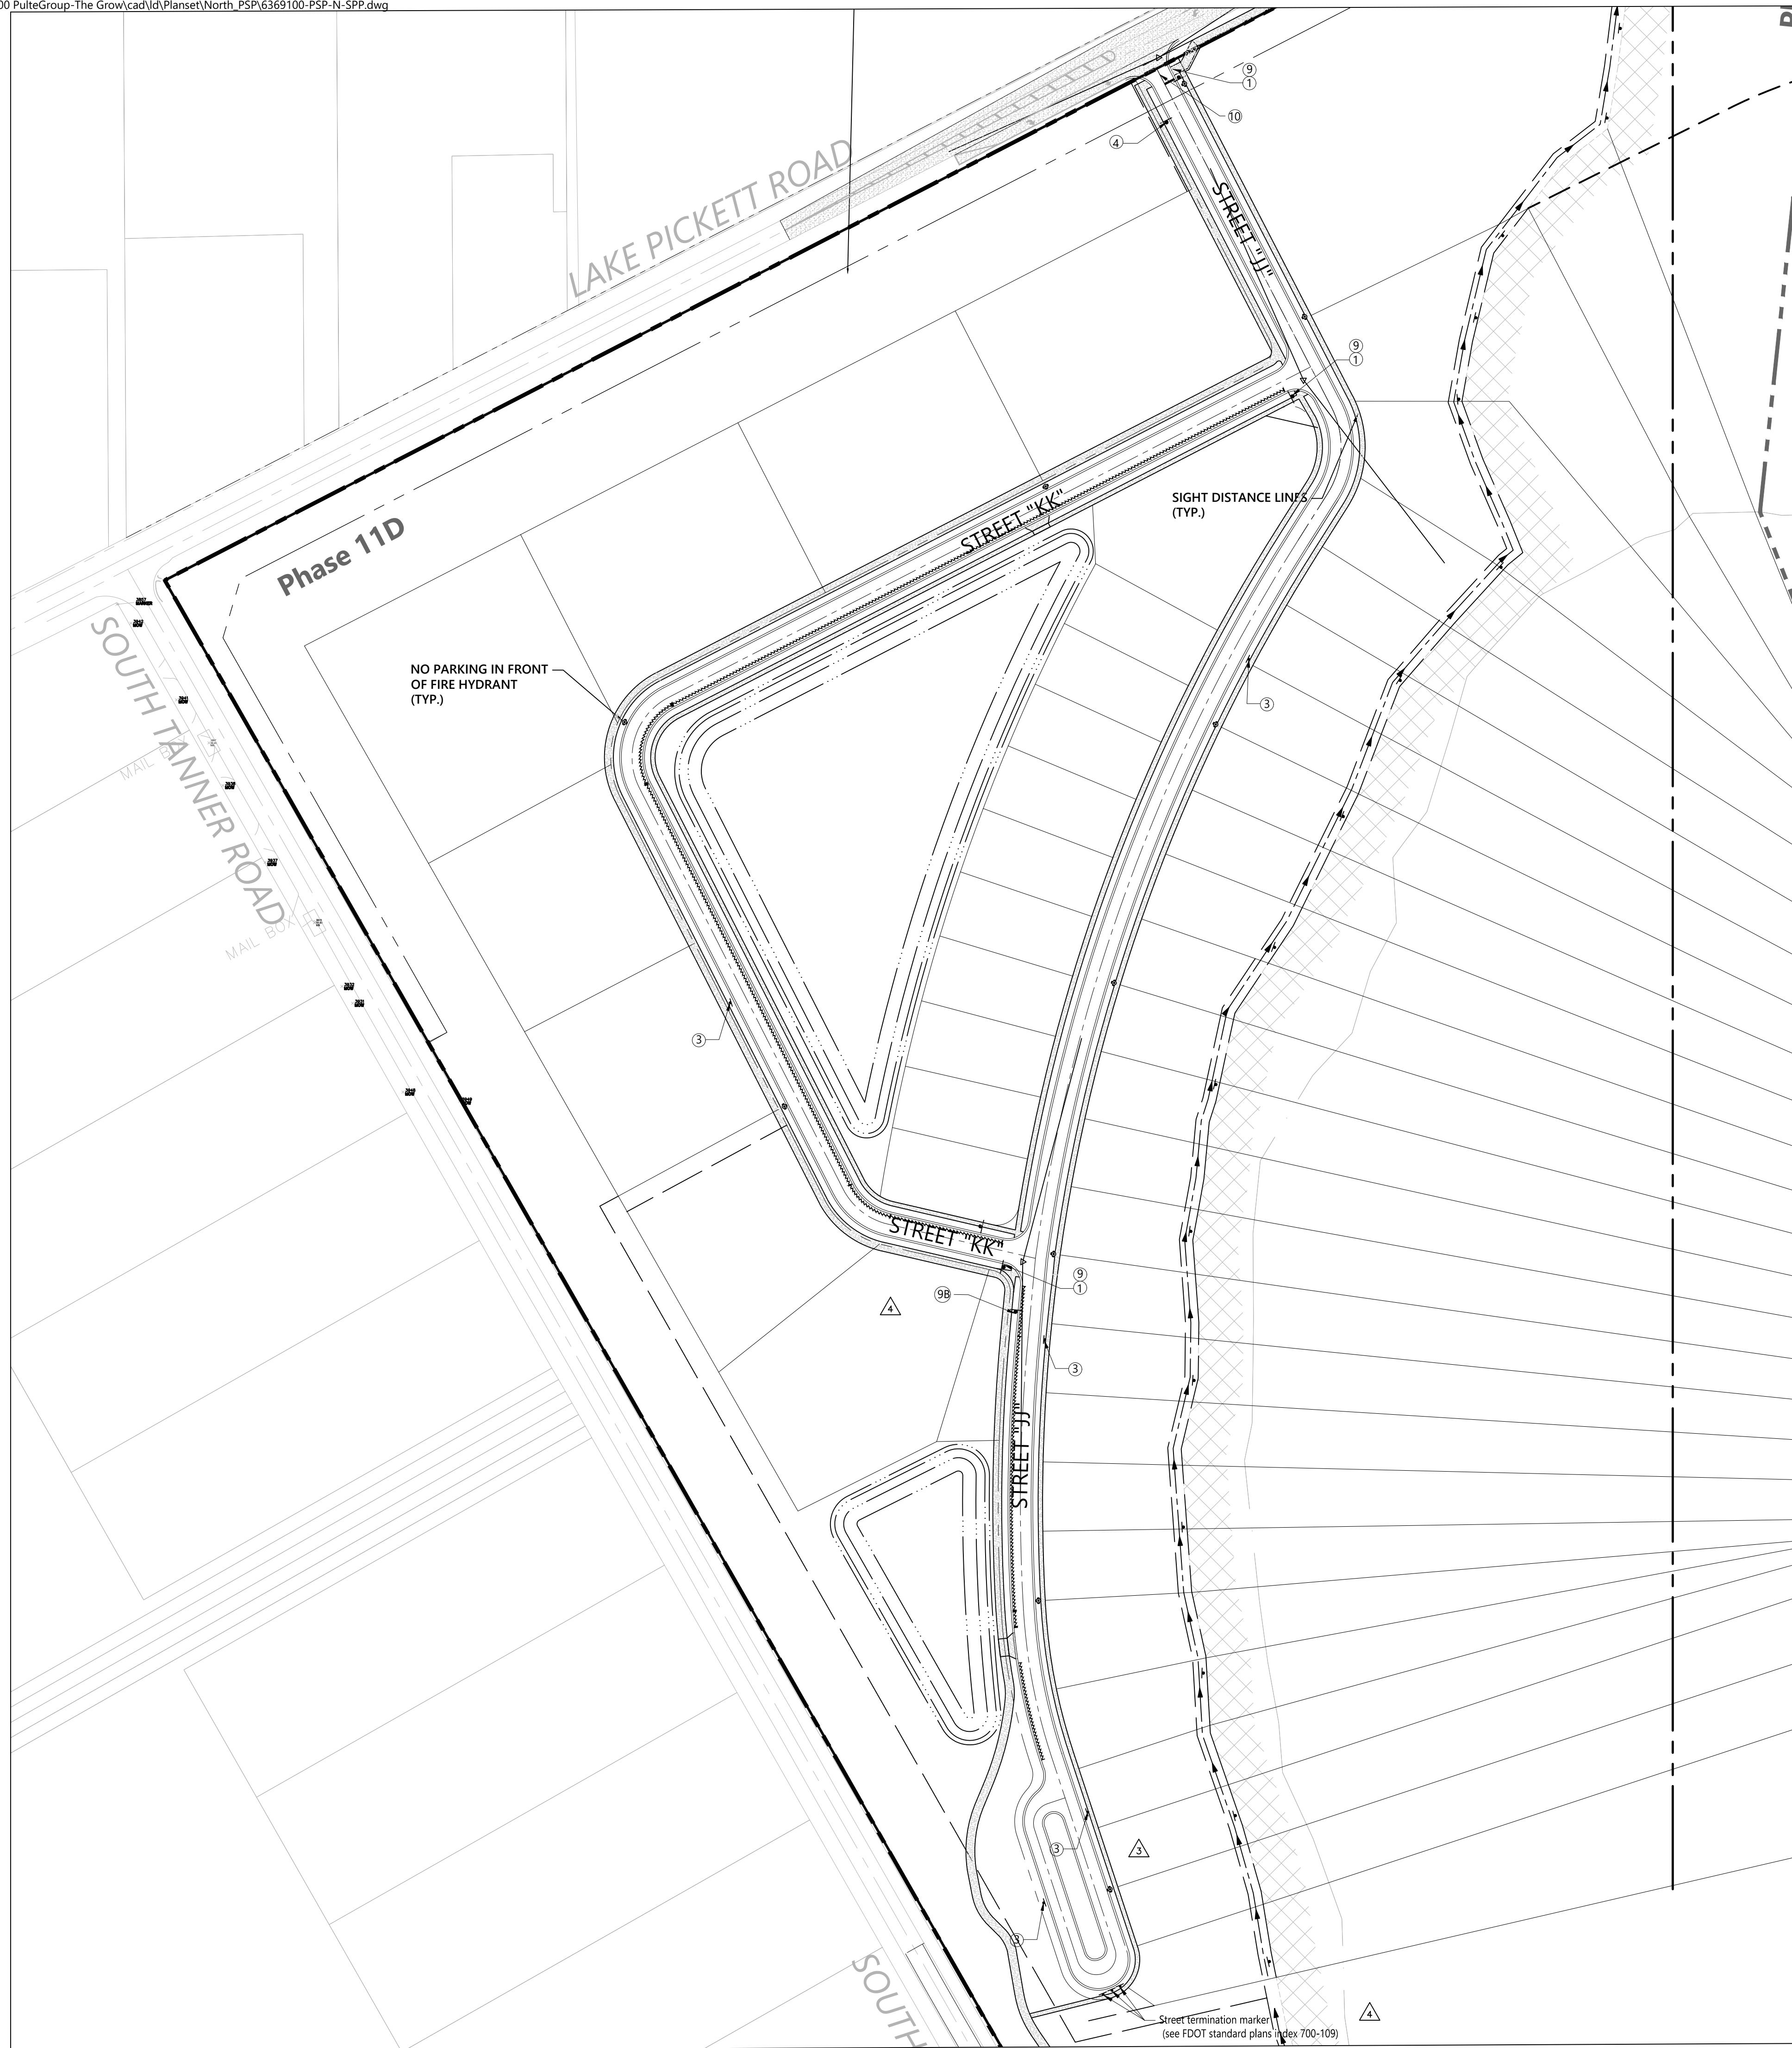 00 PulteGroup-The Grow\cad\ld\Planset\North_PSP\6369100-PSP-N-SPP.dwg
9
1
10
4
LAKE PICKETT ROAD
STREET "JJ"
9
1
SIGHT DISTANCE LINES
(TYP.)
STREET "KK"
Phase 11D
NO PARKING IN FRONT
OF FIRE HYDRANT
(TYP.)
SOUTH TANNER ROAD
MAIL BOX
3
3
STREET "KK"
9
1
9B
4
3
STREET "JJ"
3
3
3
SOUTH
Street termination marker
(see FDOT standard plans index 700-109)
4